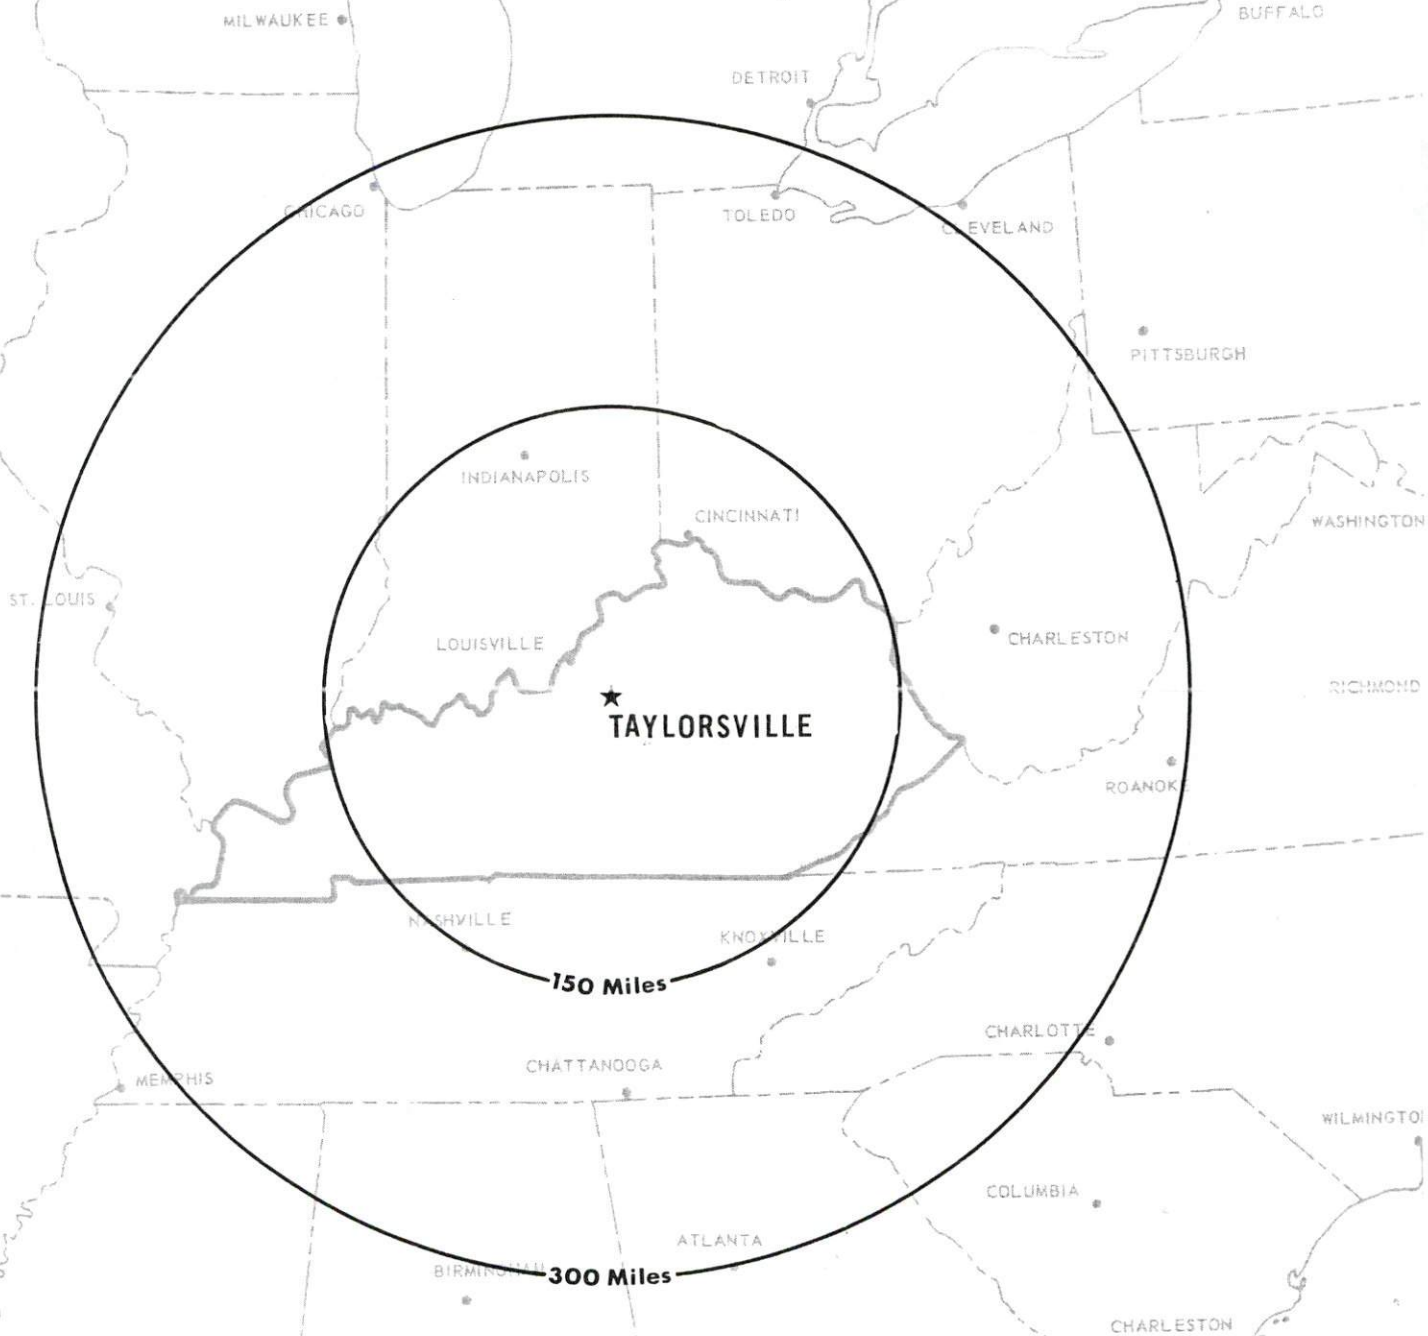 MILWAUKEE
BUFFALO
DETROIT
CHICAGO
TOLEDO
CLEVELAND
PITTSBURGH
INDIANAPOLIS
CINCINNATI
WASHINGTON
ST. LOUIS
LOUISVILLE
CHARLESTON
RICHMOND
TAYLORSVILLE
ROANOKE
NASHVILLE
KNOXVILLE
150 Miles
CHARLOTTE
CHATTANOOGA
MEMPHIS
WILMINGTO
COLUMBIA
ATLANTA
BIRMINGHAM
300 Miles
CHARLESTON